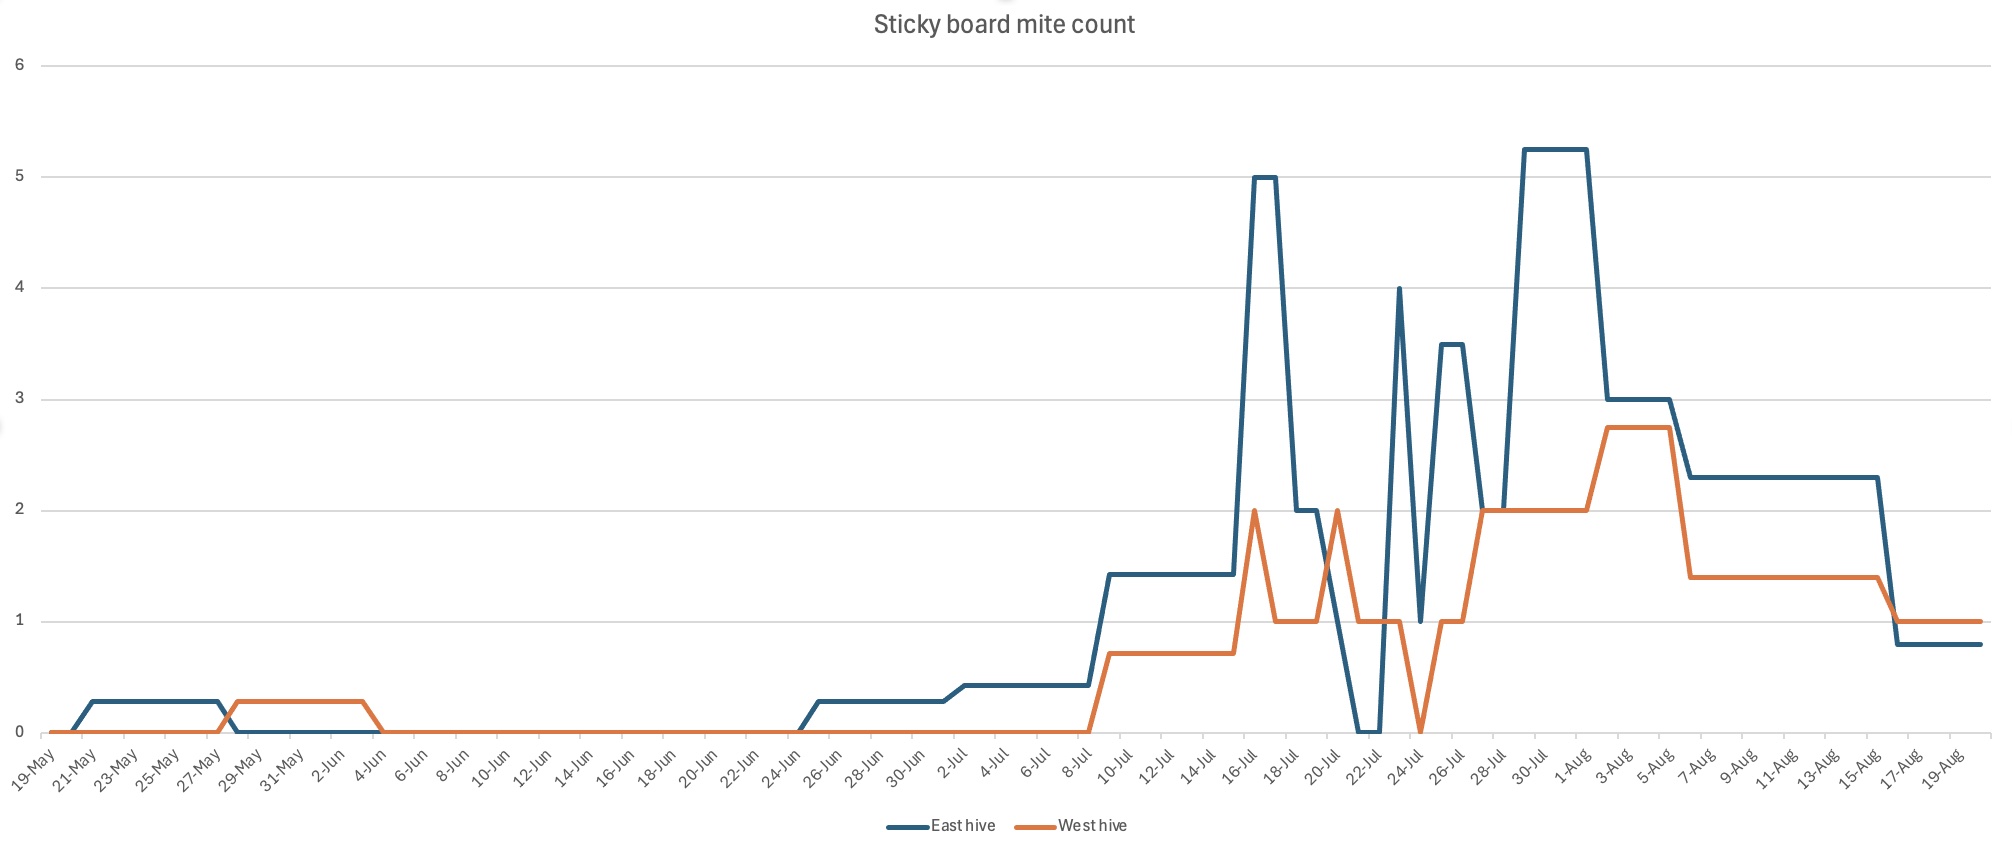 Sticky board mite count
6
5
4
3
2
1
0
19-May 21-May 23-May 25-May 27-May 29-May 31-May 2-Jun 4-Jun 6-Jun 8-Jun 10-Jun 12-Jun 14-Jun 16-Jun 18-Jun 20-Jun 22-Jun 24-Jun 26-Jun 28-Jun 30-Jun 2-Jul 4-Jul 6-Jul 8-Jul 10-Jul 12-Jul 14-Jul 16-Jul 18-Jul 20-Jul 22-Jul 24-Jul 26-Jul 28-Jul 30-Jul 1-Aug 3-Aug 5-Aug 7-Aug 9-Aug 11-Aug 13-Aug 15-Aug 17-Aug 19-Aug
East hive West hive